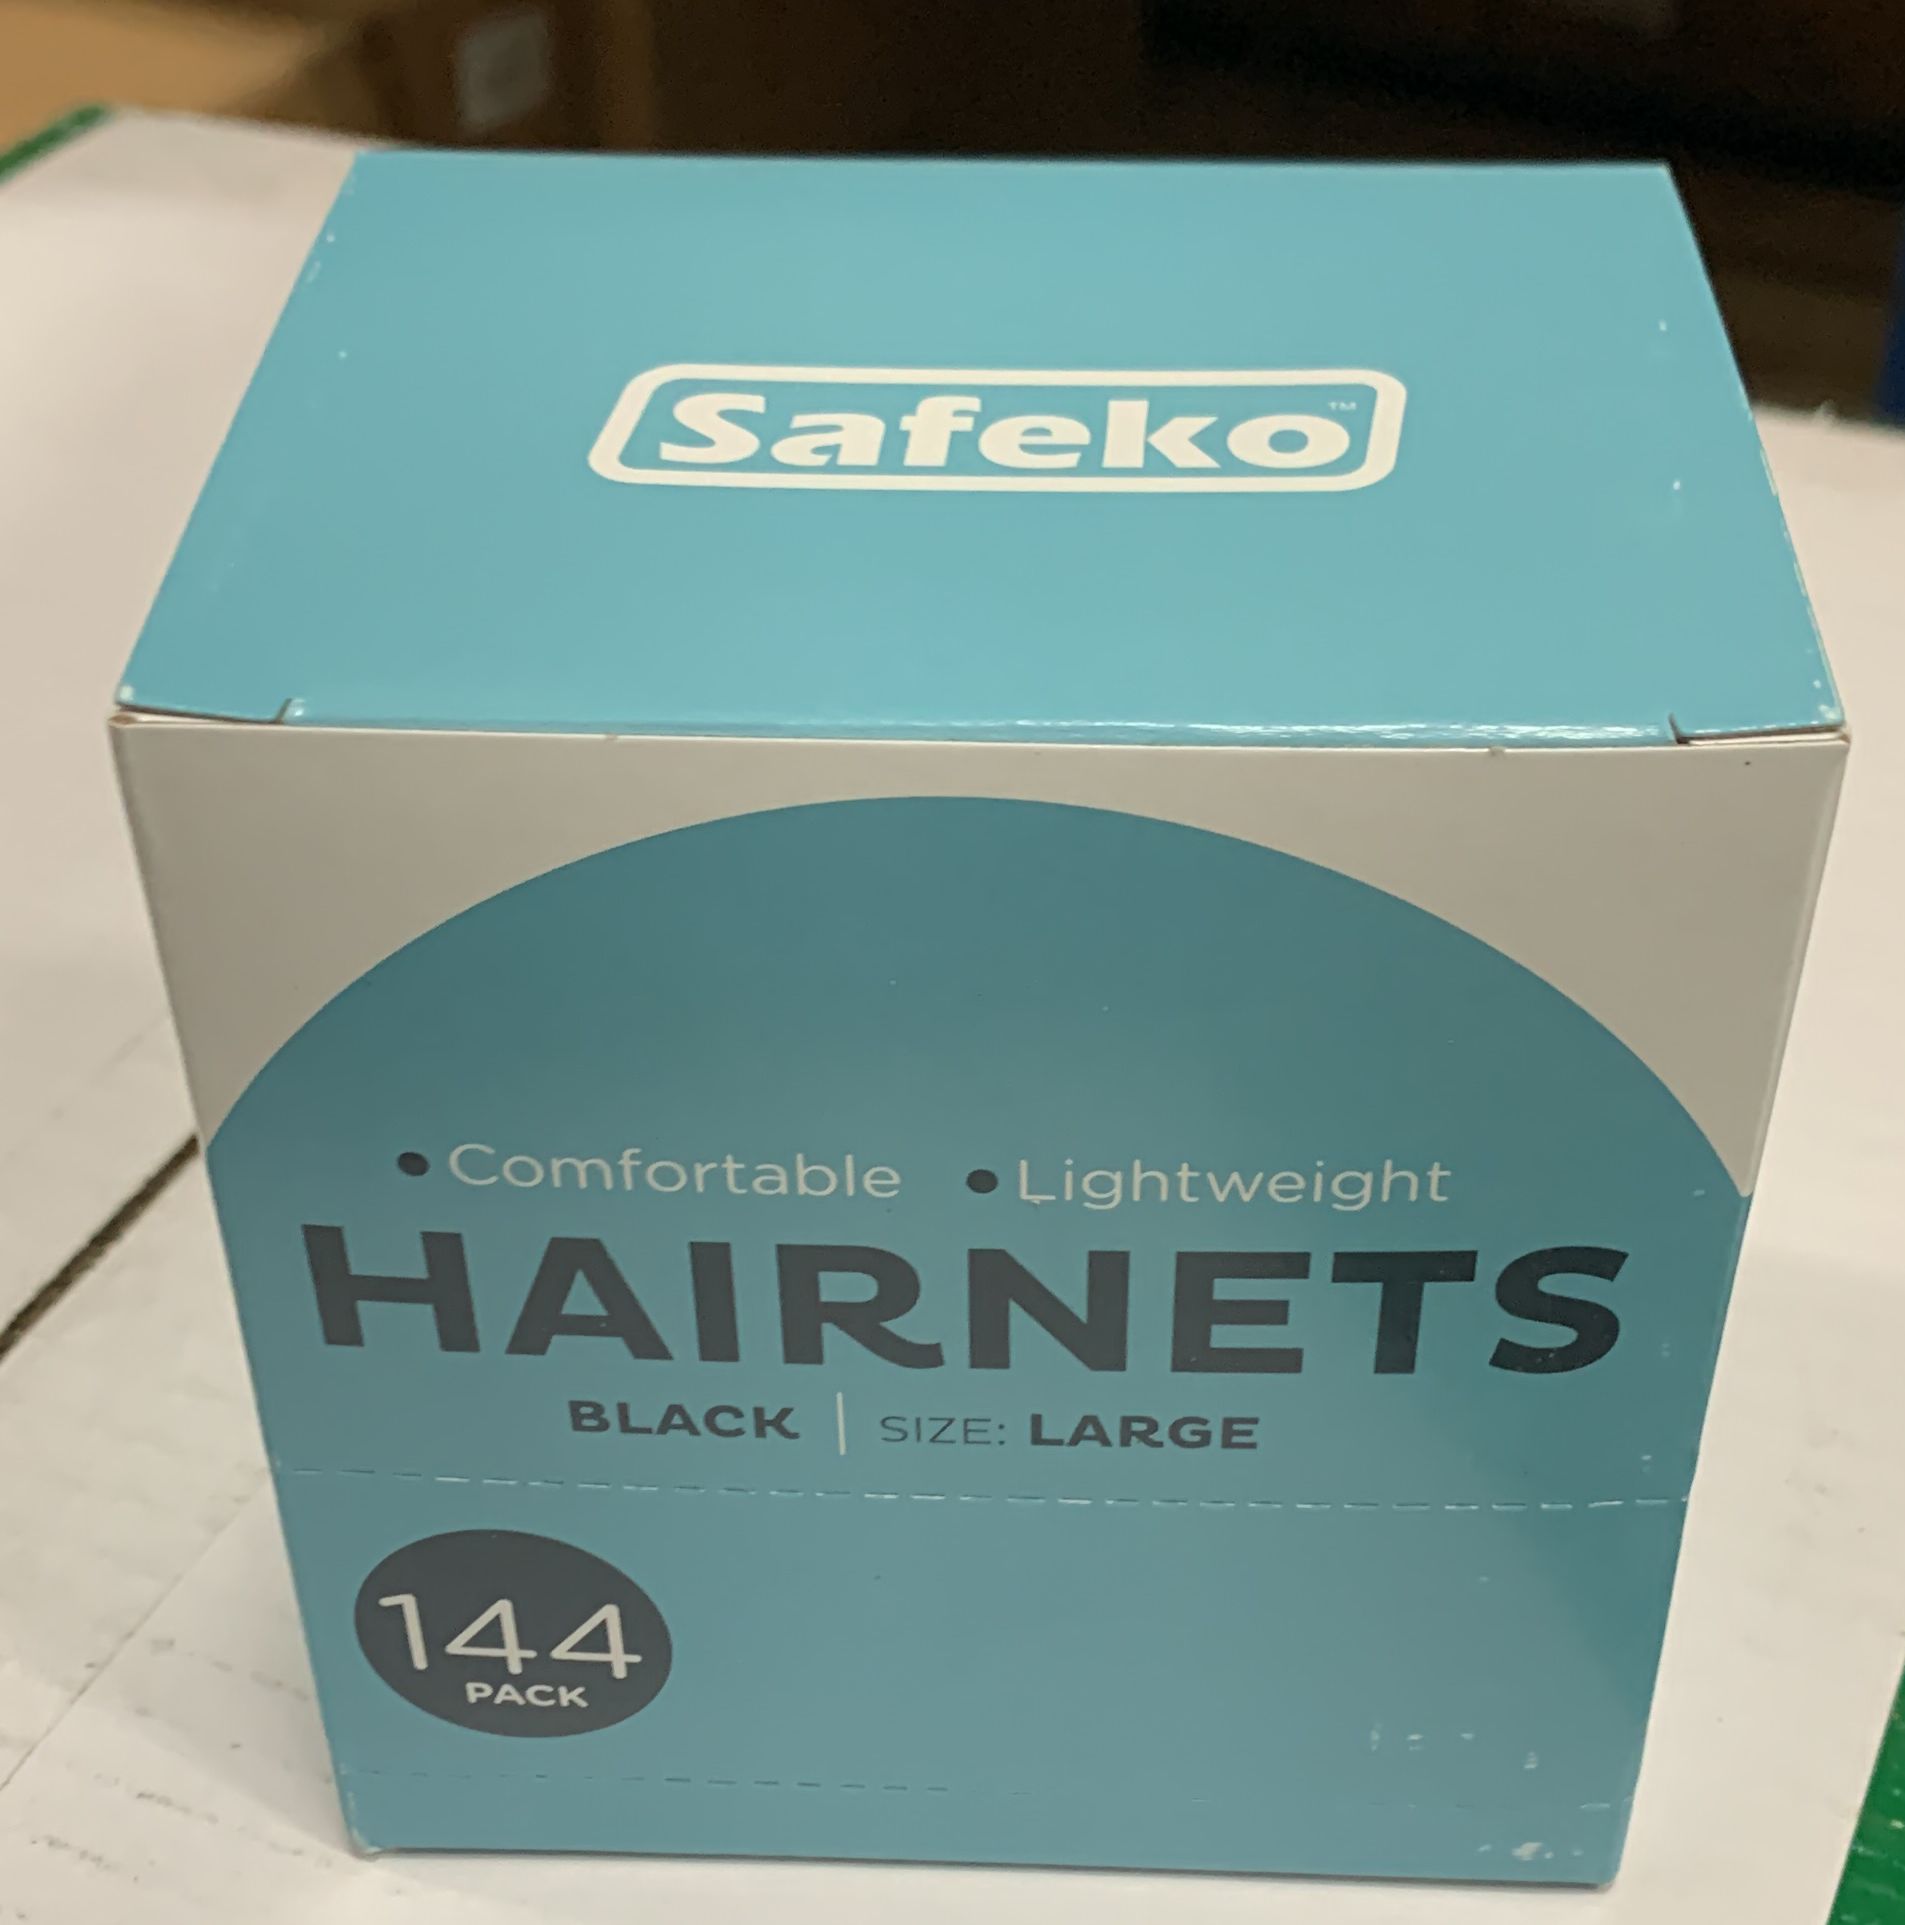 Safeko™
• Comfortable • Lightweight
HAIRNETS
BLACK | SIZE: LARGE
144
PACK